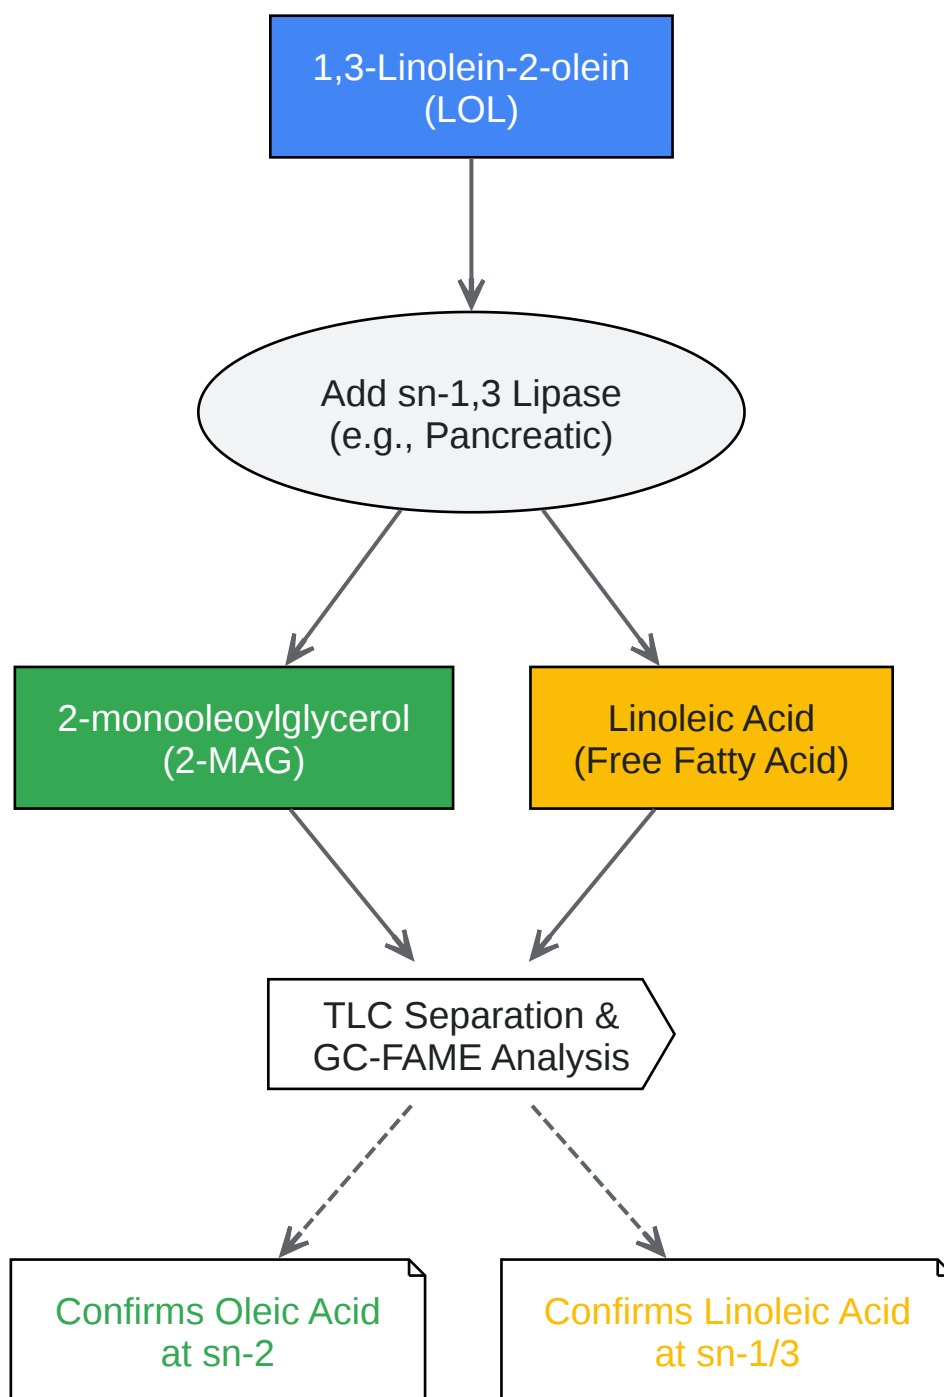 1,3-Linolein-2-olein
(LOL)
Add sn-1,3 Lipase
(e.g., Pancreatic)
2-monooleoylglycerol
(2-MAG)
Linoleic Acid
(Free Fatty Acid)
TLC Separation &
GC-FAME Analysis
Confirms Oleic Acid
at sn-2
Confirms Linoleic Acid
at sn-1/3